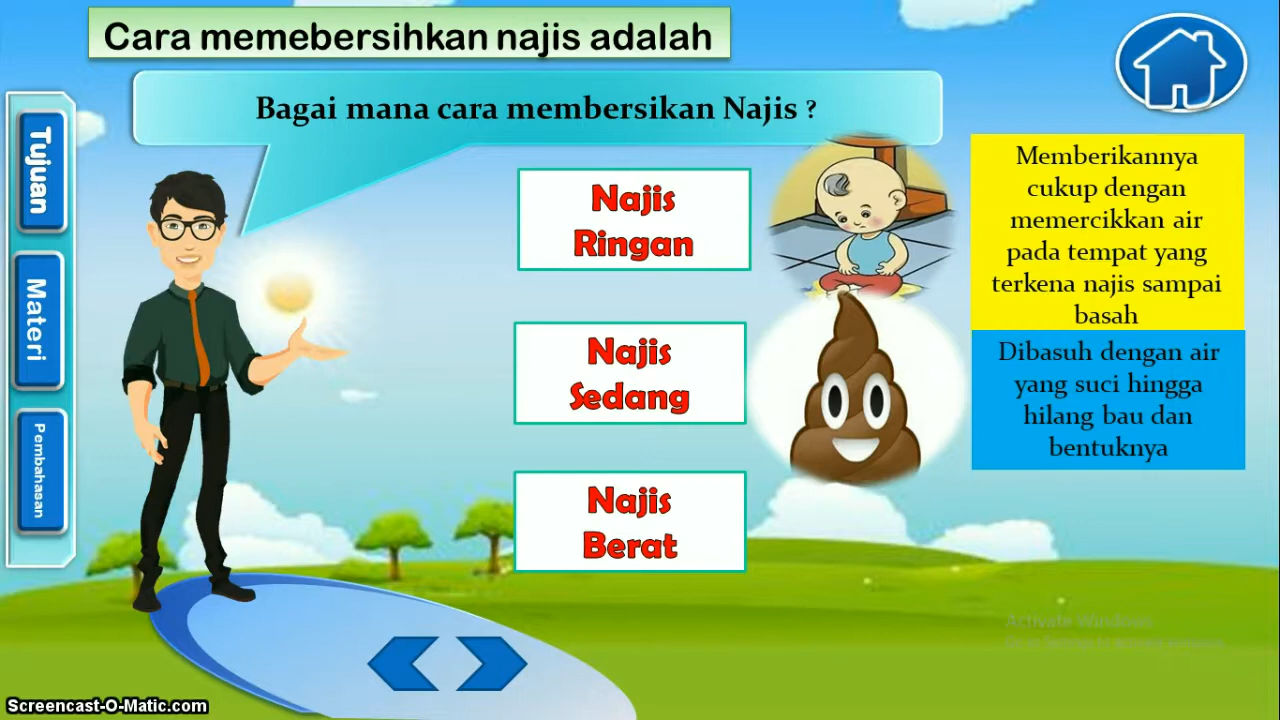 Cara memebersihkan najis adalah
Bagai mana cara membersikan Najis ?
Tujuan
Materi
Pembahasan
Najis
Ringan
Memberikannya
cukup dengan
memercikkan air
pada tempat yang
terkena najis sampai
basah
Najis
Sedang
Dibasuh dengan air
yang suci hingga
hilang bau dan
bentuknya
Najis
Berat
Activate Windows
Screencast-O-Matic.com